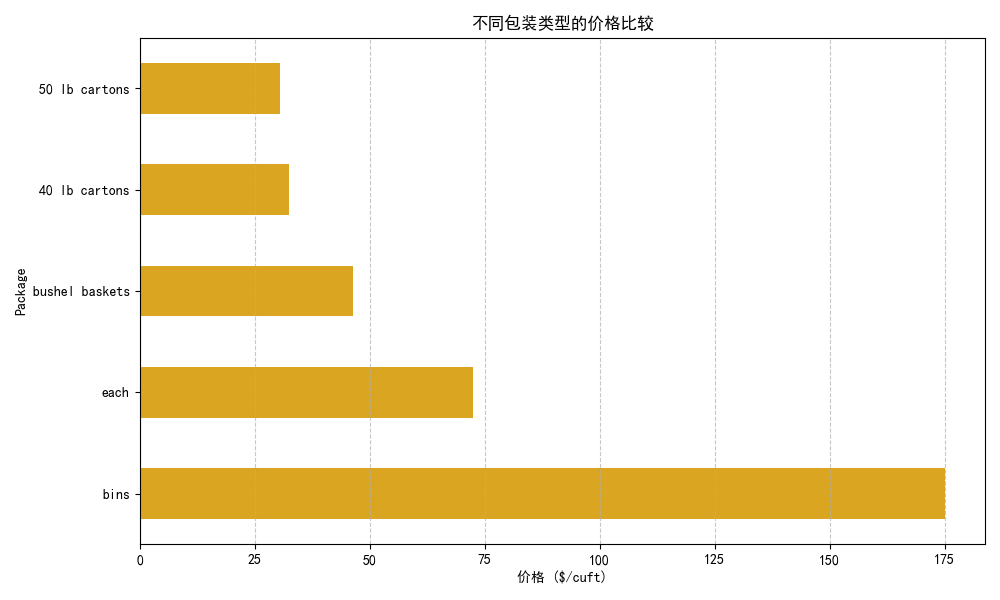 不同包装类型的价格比较
50 lb cartons
40 lb cartons
bushel baskets
each
bins
Package
0 25 50 75 100 125 150 175
价格 ($/cuft)